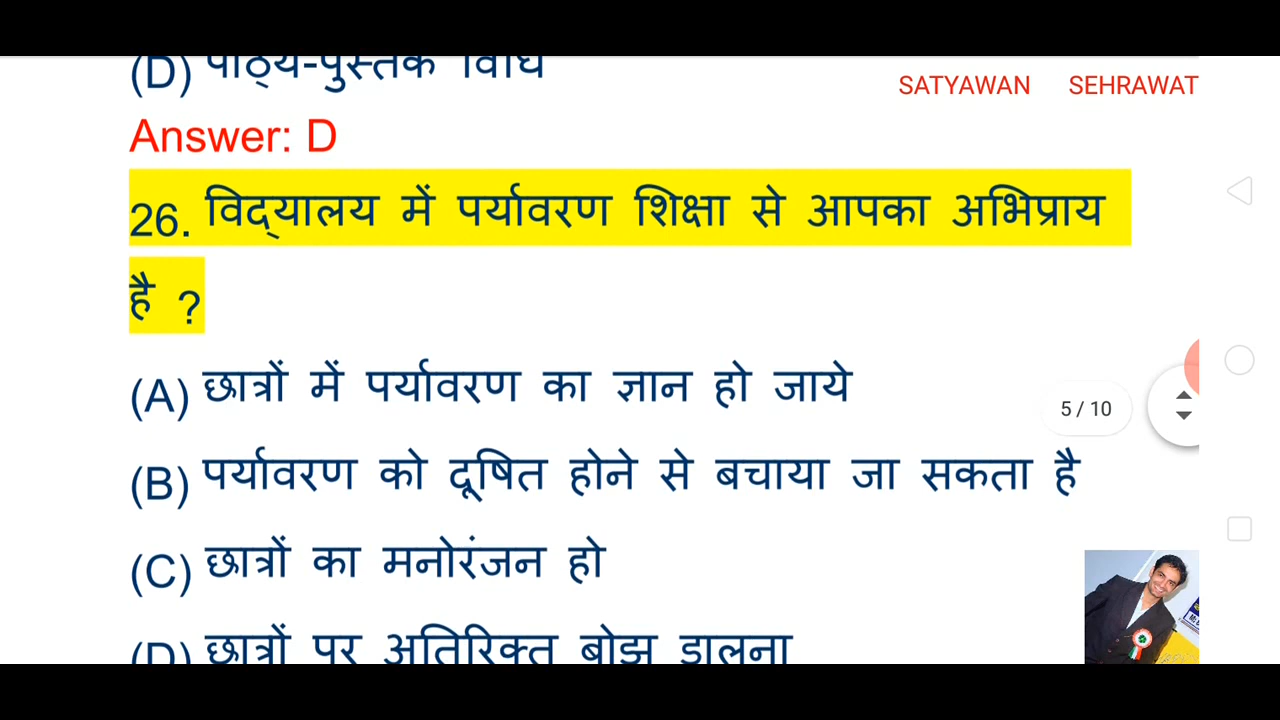 (D) पाठ्य-पुस्तक विधि
SATYAWAN SEHRAWAT
Answer: D
26. विद्यालय में पर्यावरण शिक्षा से आपका अभिप्राय
है ?
(A) छात्रों में पर्यावरण का ज्ञान हो जाये
5 / 10
(B) पर्यावरण को दूषित होने से बचाया जा सकता है
(C) छात्रों का मनोरंजन हो
(D) छात्रों पर अतिरिक्त बोझ डालना